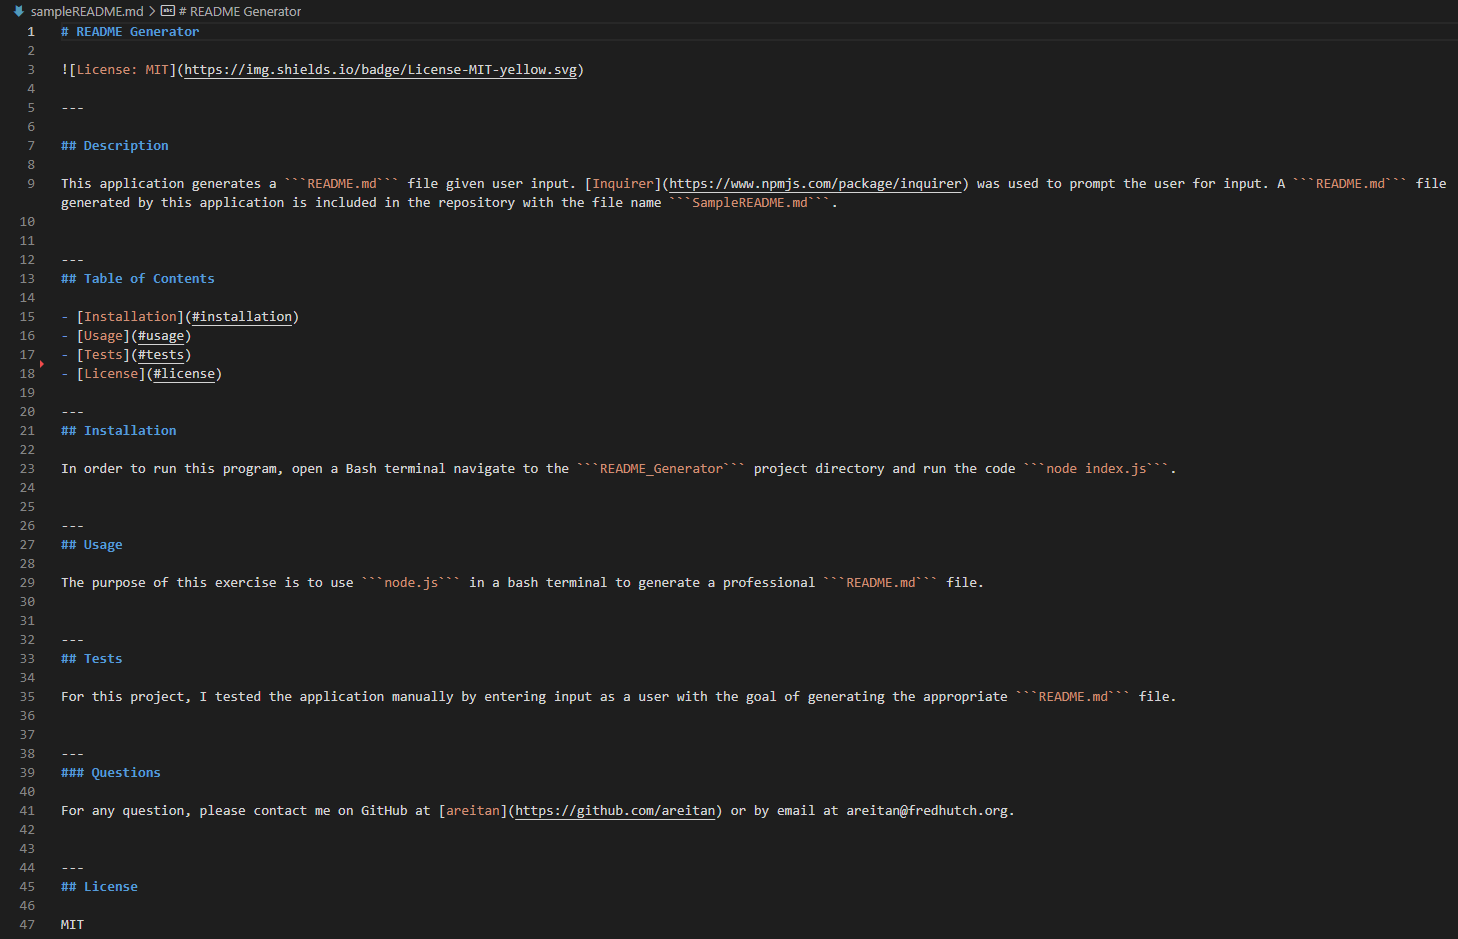 sampleREADME.md > # README Generator
1 # README Generator
2
3 ![License: MIT](https://img.shields.io/badge/License-MIT-yellow.svg)
4
5 ---
6
7 ## Description
8
9 This application generates a ```README.md``` file given user input. [Inquirer](https://www.npmjs.com/package/inquirer) was used to prompt the user for input. A ```README.md``` file
generated by this application is included in the repository with the file name ```SampleREADME.md```.
10
11
12 ---
13 ## Table of Contents
14
15 - [Installation](#installation)
16 - [Usage](#usage)
17 - [Tests](#tests)
18 - [License](#license)
19
20 ---
21 ## Installation
22
23 In order to run this program, open a Bash terminal navigate to the ```README_Generator``` project directory and run the code ```node index.js```.
24
25
26 ---
27 ## Usage
28
29 The purpose of this exercise is to use ```node.js``` in a bash terminal to generate a professional ```README.md``` file.
30
31
32 ---
33 ## Tests
34
35 For this project, I tested the application manually by entering input as a user with the goal of generating the appropriate ```README.md``` file.
36
37
38 ---
39 ### Questions
40
41 For any question, please contact me on GitHub at [areitan](https://github.com/areitan) or by email at areitan@fredhutch.org.
42
43
44 ---
45 ## License
46
47 MIT